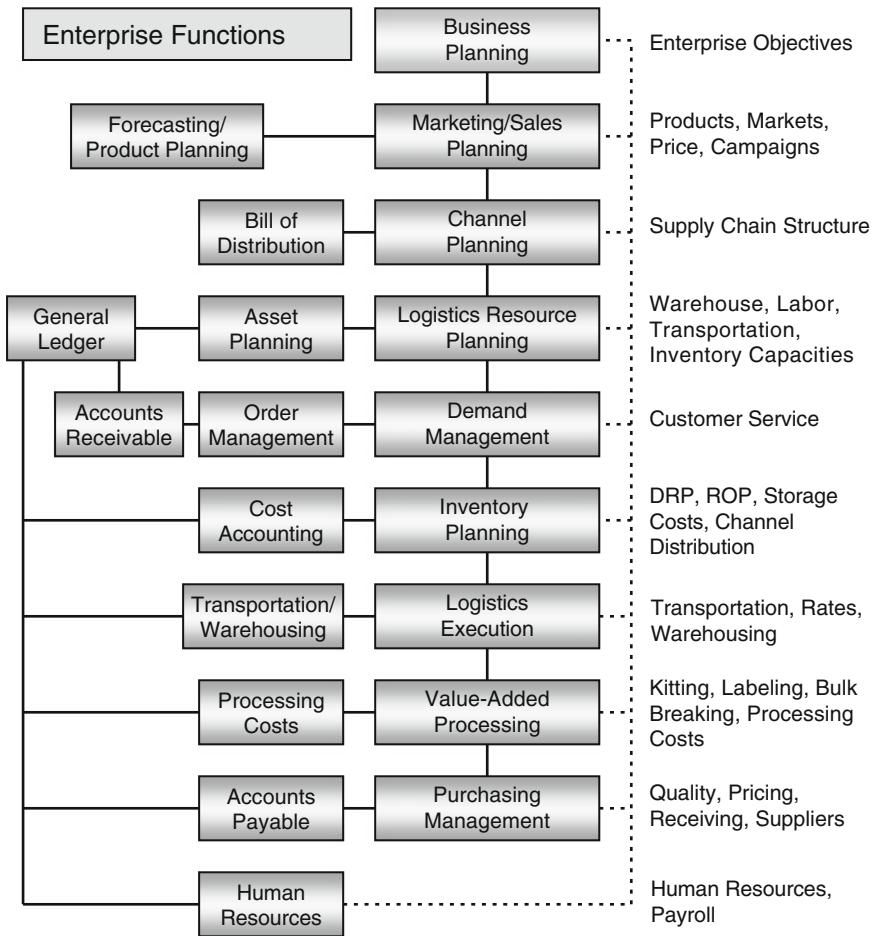 Enterprise Functions
Business
Planning
Enterprise Objectives
Forecasting/
Product Planning
Marketing/Sales
Planning
Products, Markets,
Price, Campaigns
Bill of
Distribution
Channel
Planning
Supply Chain Structure
General
Ledger
Asset
Planning
Logistics Resource
Planning
Warehouse, Labor,
Transportation,
Inventory Capacities
Accounts
Receivable
Order
Management
Demand
Management
Customer Service
Cost
Accounting
Inventory
Planning
DRP, ROP, Storage
Costs, Channel
Distribution
Transportation/
Warehousing
Logistics
Execution
Transportation, Rates,
Warehousing
Processing
Costs
Value-Added
Processing
Kitting, Labeling, Bulk
Breaking, Processing
Costs
Accounts
Payable
Purchasing
Management
Quality, Pricing,
Receiving, Suppliers
Human
Resources
Human Resources,
Payroll